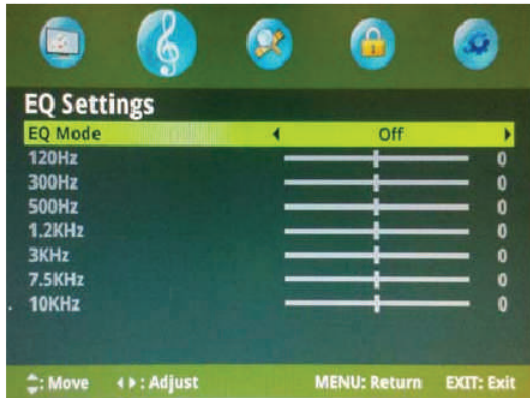 EQ Settings
EQ Mode Off
120Hz 0
300Hz 0
500Hz 0
1.2KHz 0
3KHz 0
7.5KHz 0
10KHz 0
: Move : Adjust MENU: Return EXIT: Exit